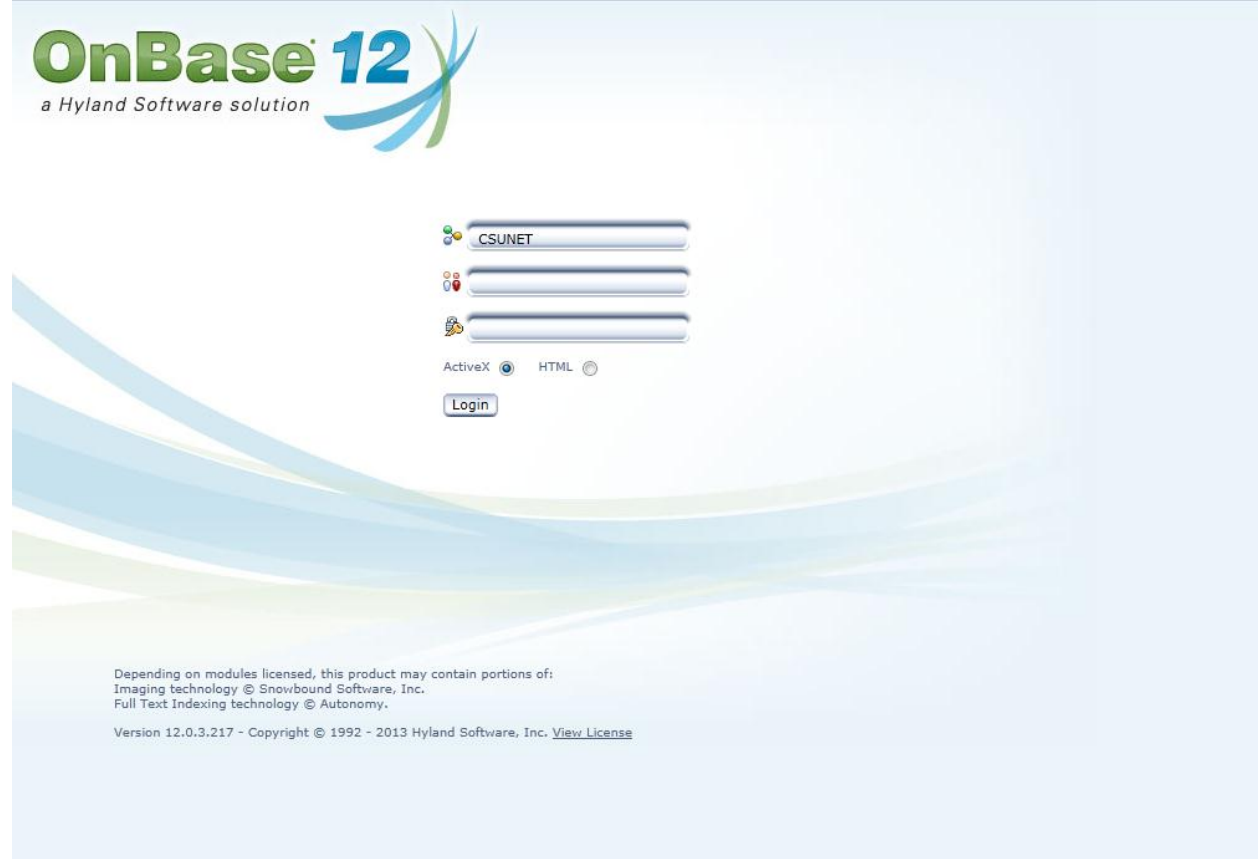 OnBase 12
a Hyland Software solution
CSUNET
ActiveX HTML
Login
Depending on modules licensed, this product may contain portions of:
Imaging technology © Snowbound Software, Inc.
Full Text Indexing technology © Autonomy.
Version 12.0.3.217 - Copyright © 1992 - 2013 Hyland Software, Inc. View License